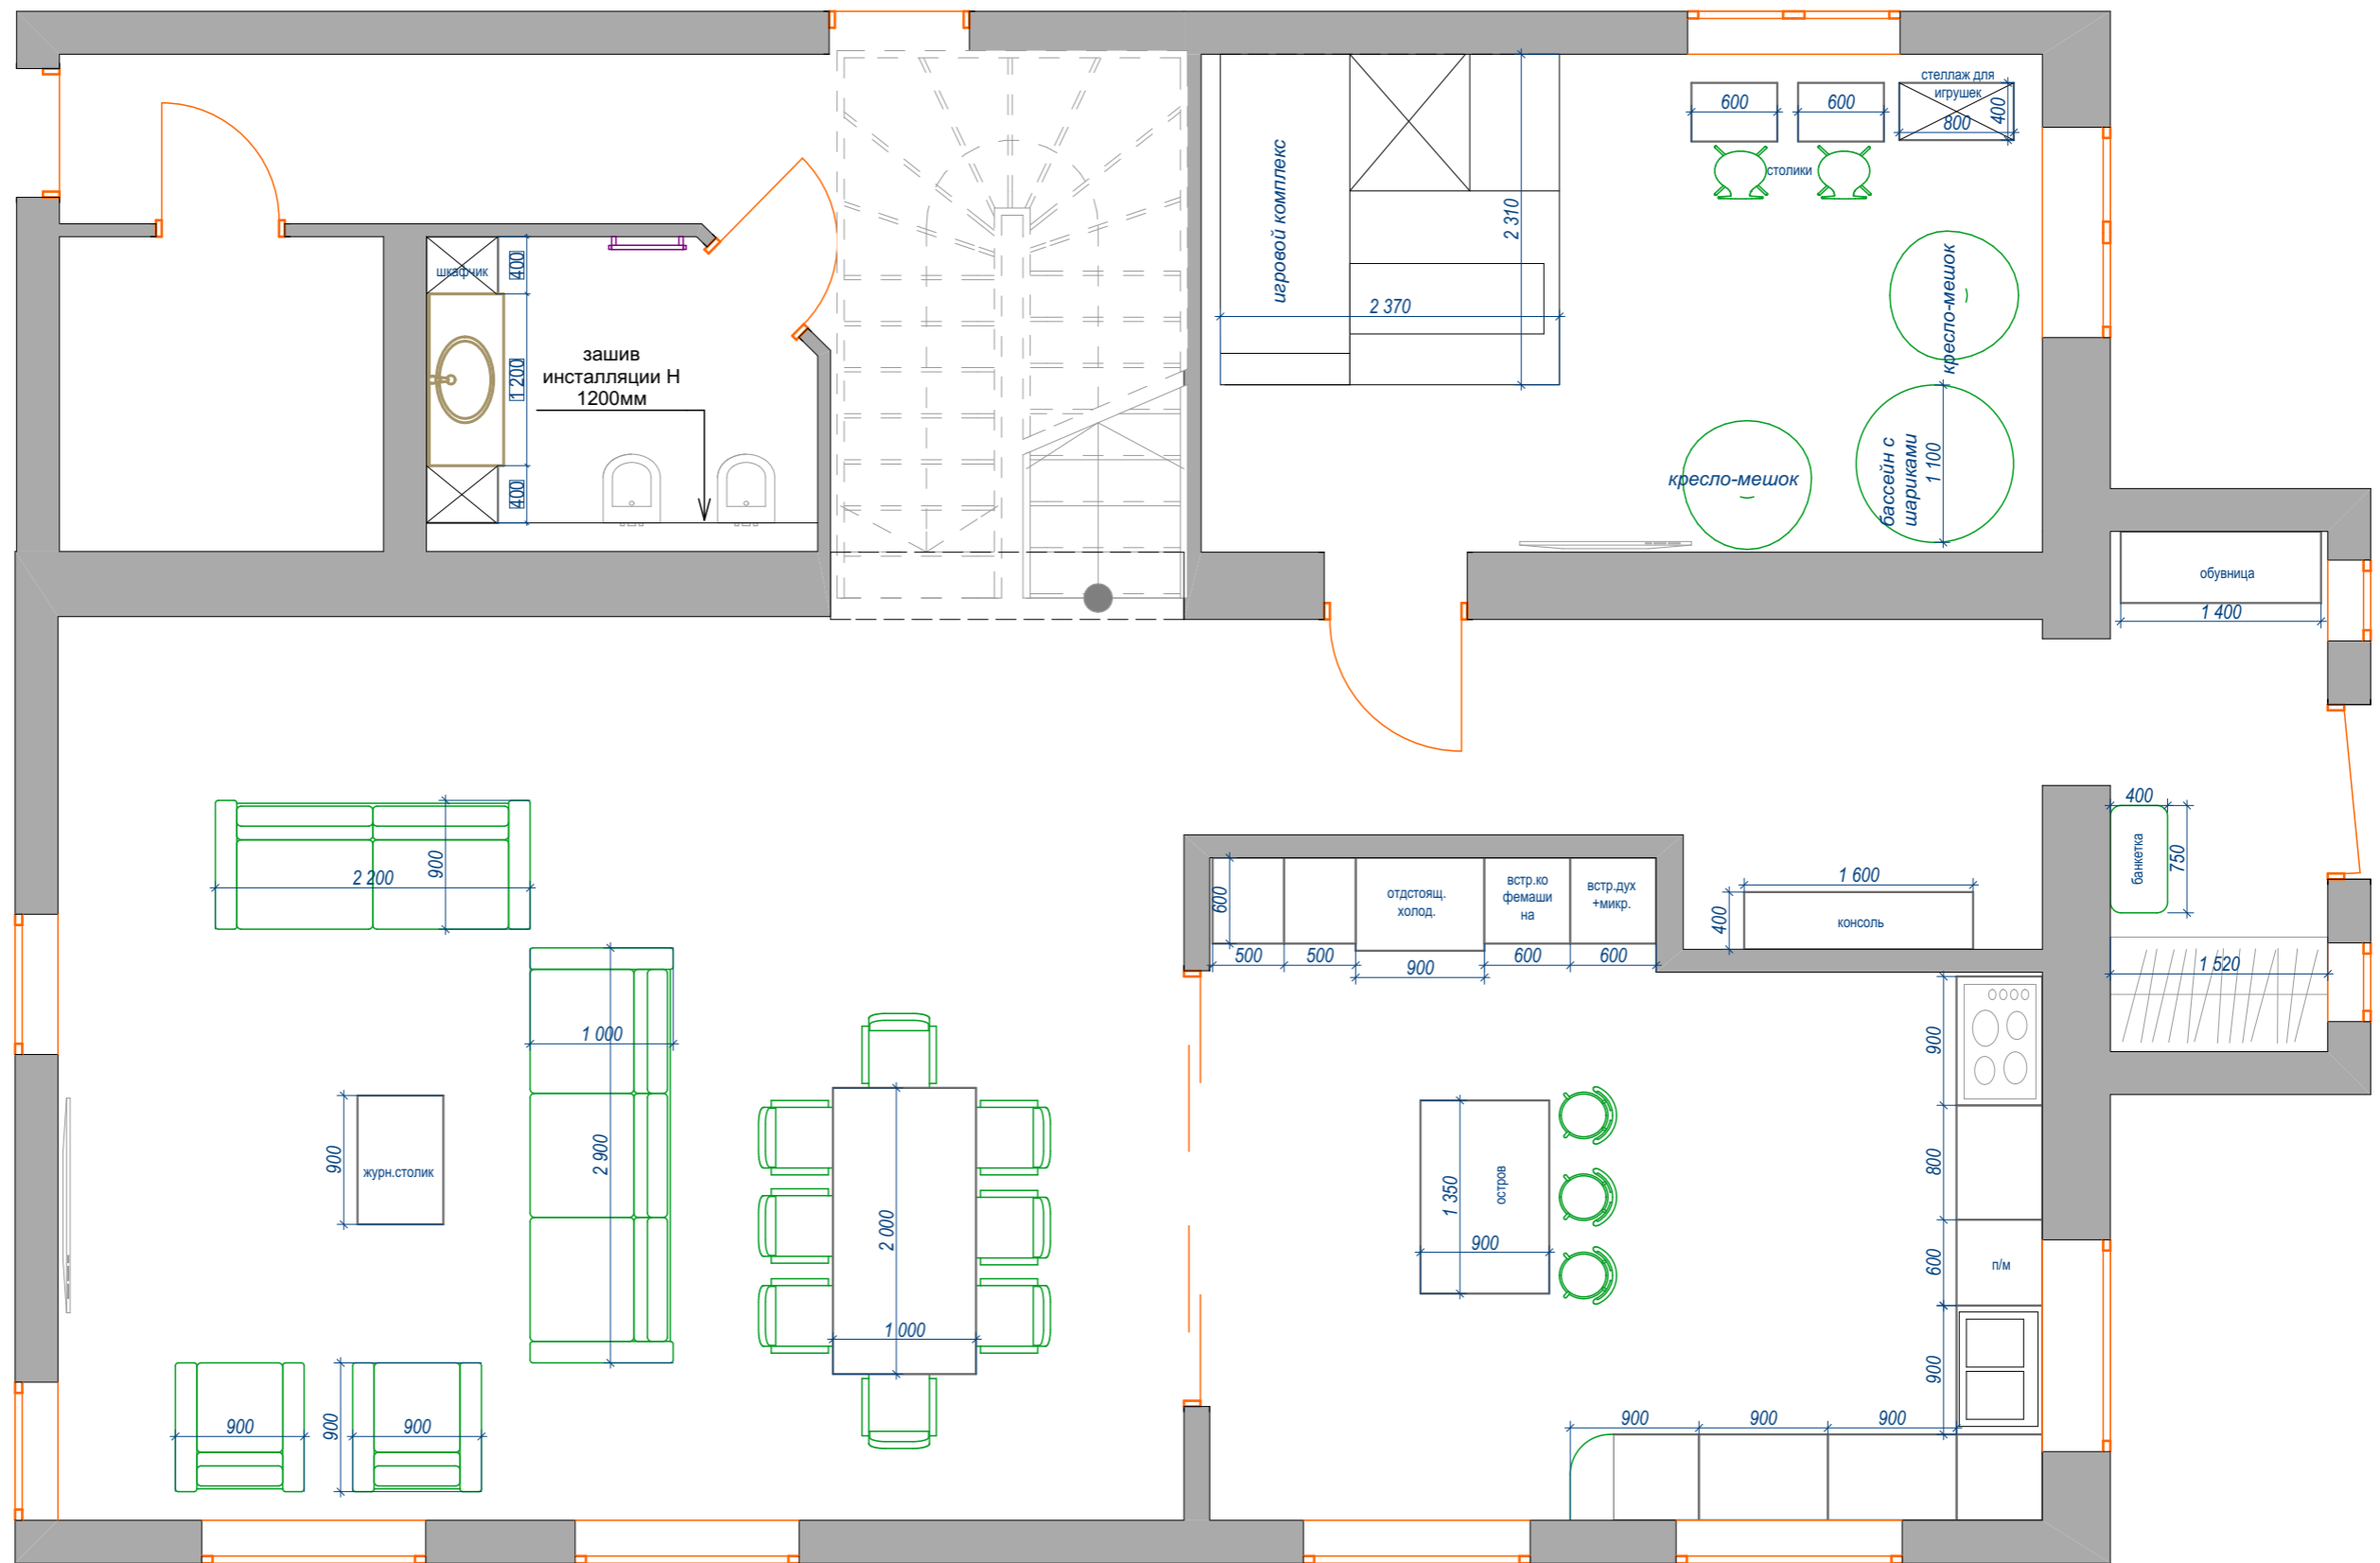 стеллаж для
игрушек
600
600
400
800
столики
игровой комплекс
2 310
2 370
кресло-мешок
кресло-мешок
бассейн с
шариками
1 100
шкафчик
400
1 200
400
зашив
инсталляции Н
1200мм
обувница
1 400
400
банкетка
750
1 520
2 200
900
1 000
2 900
900
журн.столик
900
900
900
2 000
1 000
600
отдстоящ.
холод.
встр.ко
фемаши
на
встр.дух
+микр.
500
500
900
600
600
1 600
400
консоль
1 350
остров
900
900
800
600
п/м
900
900
900
900